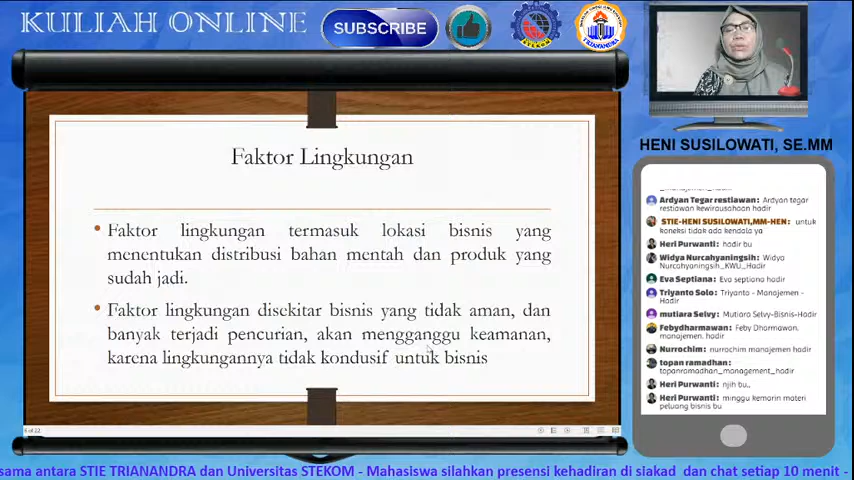 KULIAH ONLINE
SUBSCRIBE
STEKOM
TRIANANDRA
Faktor Lingkungan
• Faktor lingkungan termasuk lokasi bisnis yang
menentukan distribusi bahan mentah dan produk yang
sudah jadi.
• Faktor lingkungan disekitar bisnis yang tidak aman, dan
banyak terjadi pencurian, akan mengganggu keamanan,
karena lingkungannya tidak kondusif untuk bisnis
of 22
HENI SUSILOWATI, SE.MM
Ardyan Tegar restiawan: Ardyan tegar
restiawan kewirausahaan hadir
STIE-HENI SUSILOWATI,MM-HEN: untuk
koneksi tidak ada kendala ya
Heri Purwanti: hadir bu
Widya Nurcahyaningsih: Widya
Nurcahyaningsih_KWU_Hadir
Eva Septiana: Eva septiana hadir
Triyanto Solo: Triyanto - Manajemen -
Hadir
mutiara Selvy: Mutiara Selvy-Bisnis-Hadir
Febydharmawan: Feby Dharmawan,
manajemen, hadir
Nurrochim: nurrochim manajemen hadir
topan ramadhan:
topanramadhan_management_hadir
Heri Purwanti: njih bu,,
Heri Purwanti: minggu kemorin materi
peluang bisnis bu
sama antara STIE TRIANANDRA dan Universitas STEKOM - Mahasiswa silahkan presensi kehadiran di siakad dan chat setiap 10 menit -